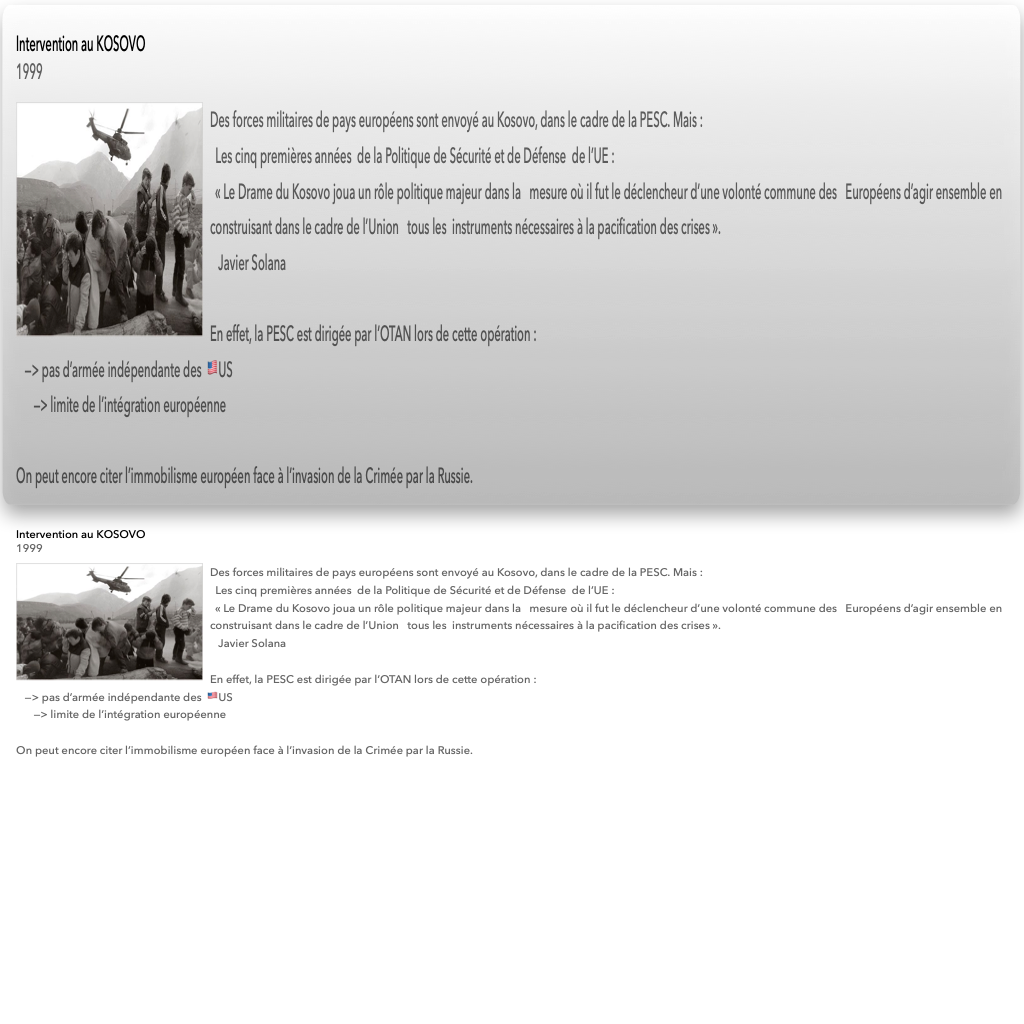 Intervention au KOSOVO
1999
Des forces militaires de pays européens sont envoyé au Kosovo, dans le cadre de la PESC. Mais :
Les cinq premières années de la Politique de Sécurité et de Défense de l'UE :
« Le Drame du Kosovo joua un rôle politique majeur dans la mesure où il fut le déclencheur d'une volonté commune des Européens d'agir ensemble en
construisant dans le cadre de l'Union tous les instruments nécessaires à la pacification des crises ».
Javier Solana
En effet, la PESC est dirigée par l'OTAN lors de cette opération :
—> pas d'armée indépendante des 🇺🇸US
—> limite de l'intégration européenne
On peut encore citer l'immobilisme européen face à l'invasion de la Crimée par la Russie.
Intervention au KOSOVO
1999
Des forces militaires de pays européens sont envoyé au Kosovo, dans le cadre de la PESC. Mais :
Les cinq premières années de la Politique de Sécurité et de Défense de l'UE :
« Le Drame du Kosovo joua un rôle politique majeur dans la mesure où il fut le déclencheur d'une volonté commune des Européens d'agir ensemble en
construisant dans le cadre de l'Union tous les instruments nécessaires à la pacification des crises ».
Javier Solana
En effet, la PESC est dirigée par l'OTAN lors de cette opération :
—> pas d'armée indépendante des 🇺🇸US
—> limite de l'intégration européenne
On peut encore citer l'immobilisme européen face à l'invasion de la Crimée par la Russie.